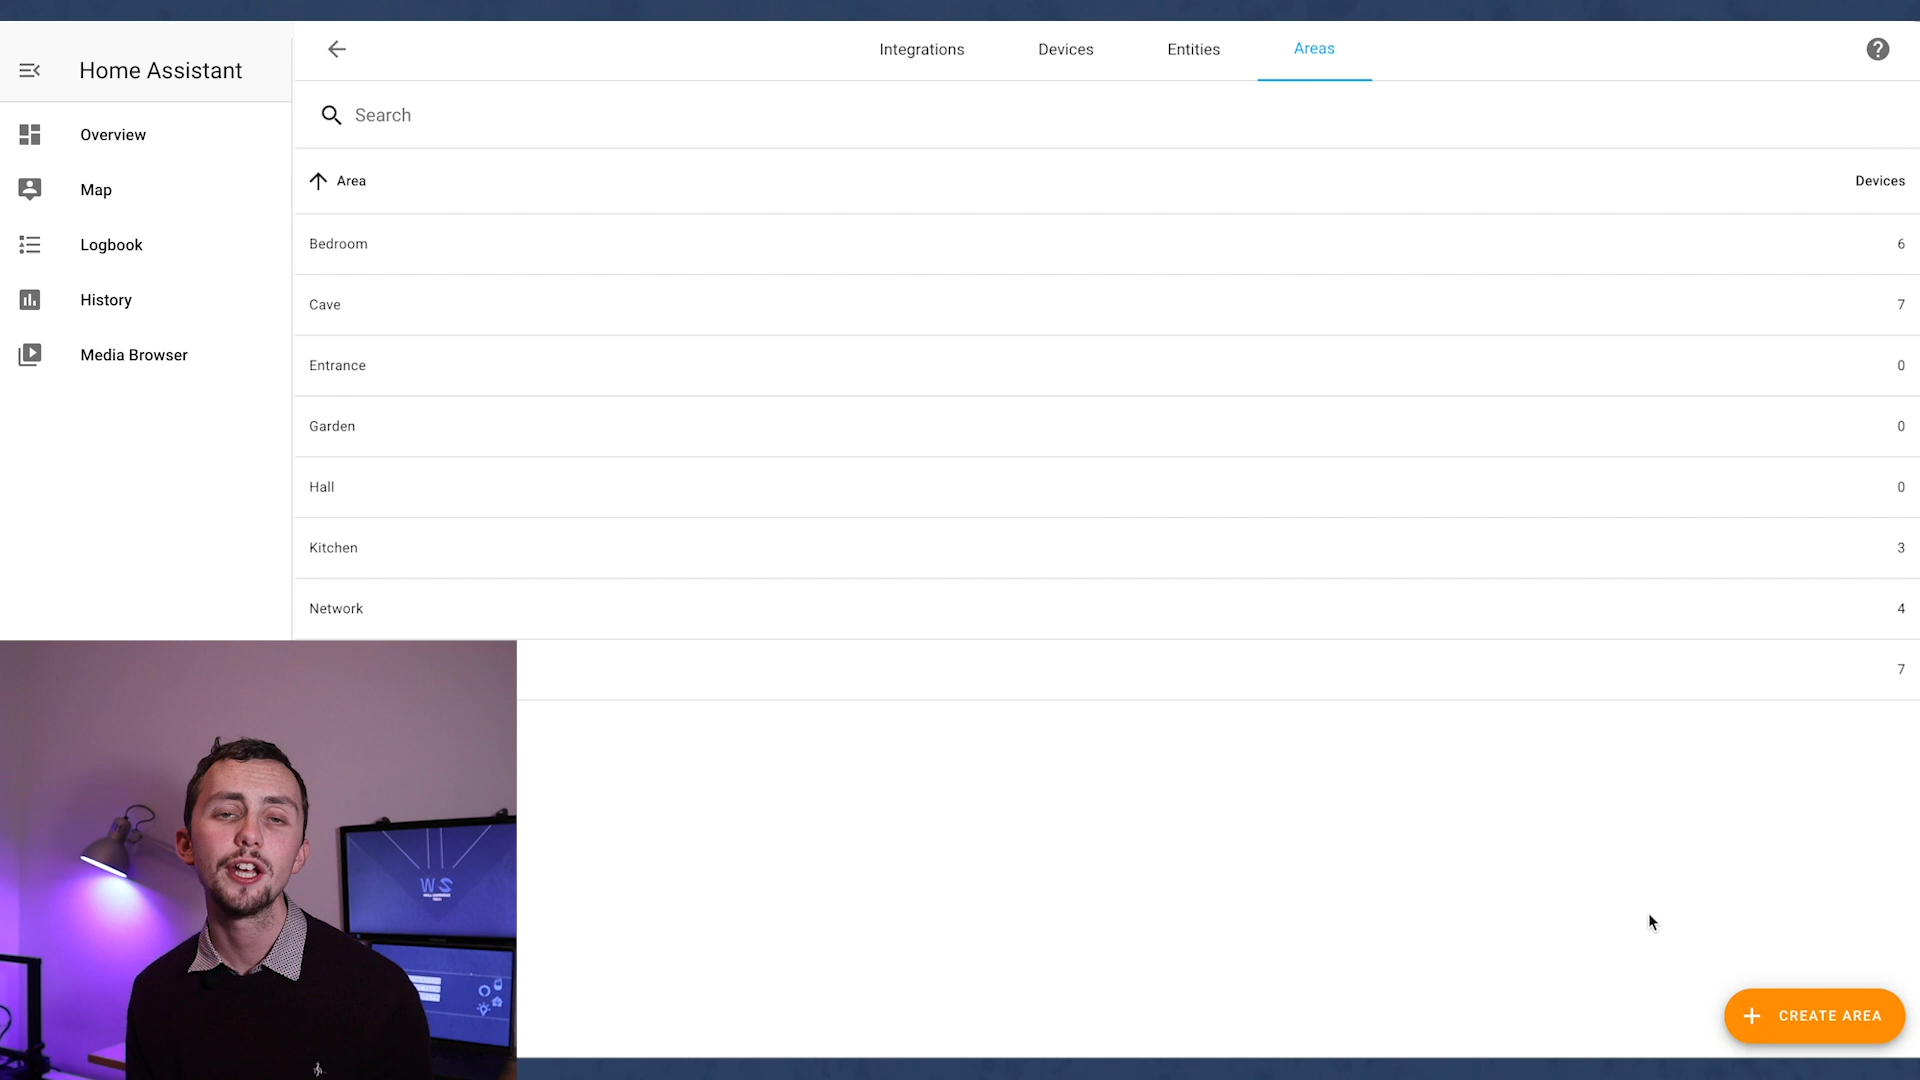 Home Assistant
Overview
Map
Logbook
History
Media Browser
Integrations Devices Entities Areas
Search
Area Devices
Bedroom 6
Cave 7
Entrance 0
Garden 0
Hall 0
Kitchen 3
Network 4
7
CREATE AREA
WS